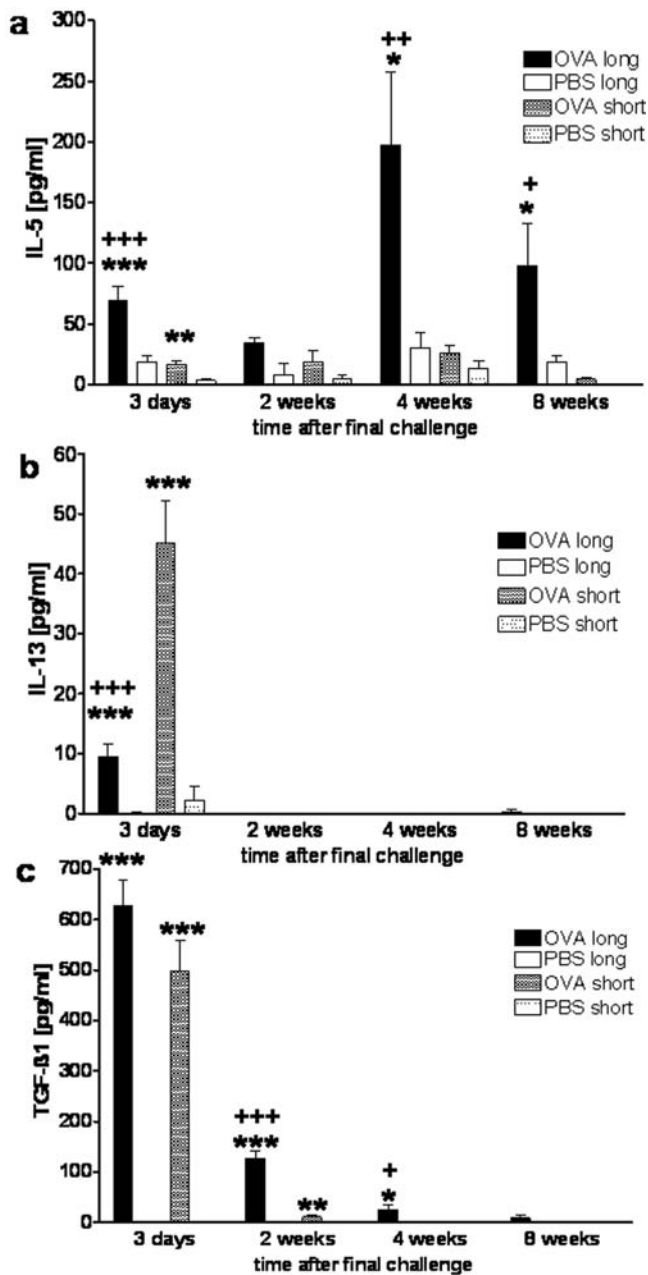 a
300
250
200
150
100
50
0
IL-5 [pg/ml]
+++
***
**
++
*
+
*
OVA long
PBS long
OVA short
PBS short
3 days 2 weeks 4 weeks 8 weeks
time after final challenge
b
60
50
40
30
20
10
0
IL-13 [pg/ml]
+++
***
***
OVA long
PBS long
OVA short
PBS short
3 days 2 weeks 4 weeks 8 weeks
time after final challenge
c
700
600
500
400
300
200
100
0
TGF-ß1 [pg/ml]
***
***
+++
***
**
+
*
OVA long
PBS long
OVA short
PBS short
3 days 2 weeks 4 weeks 8 weeks
time after final challenge